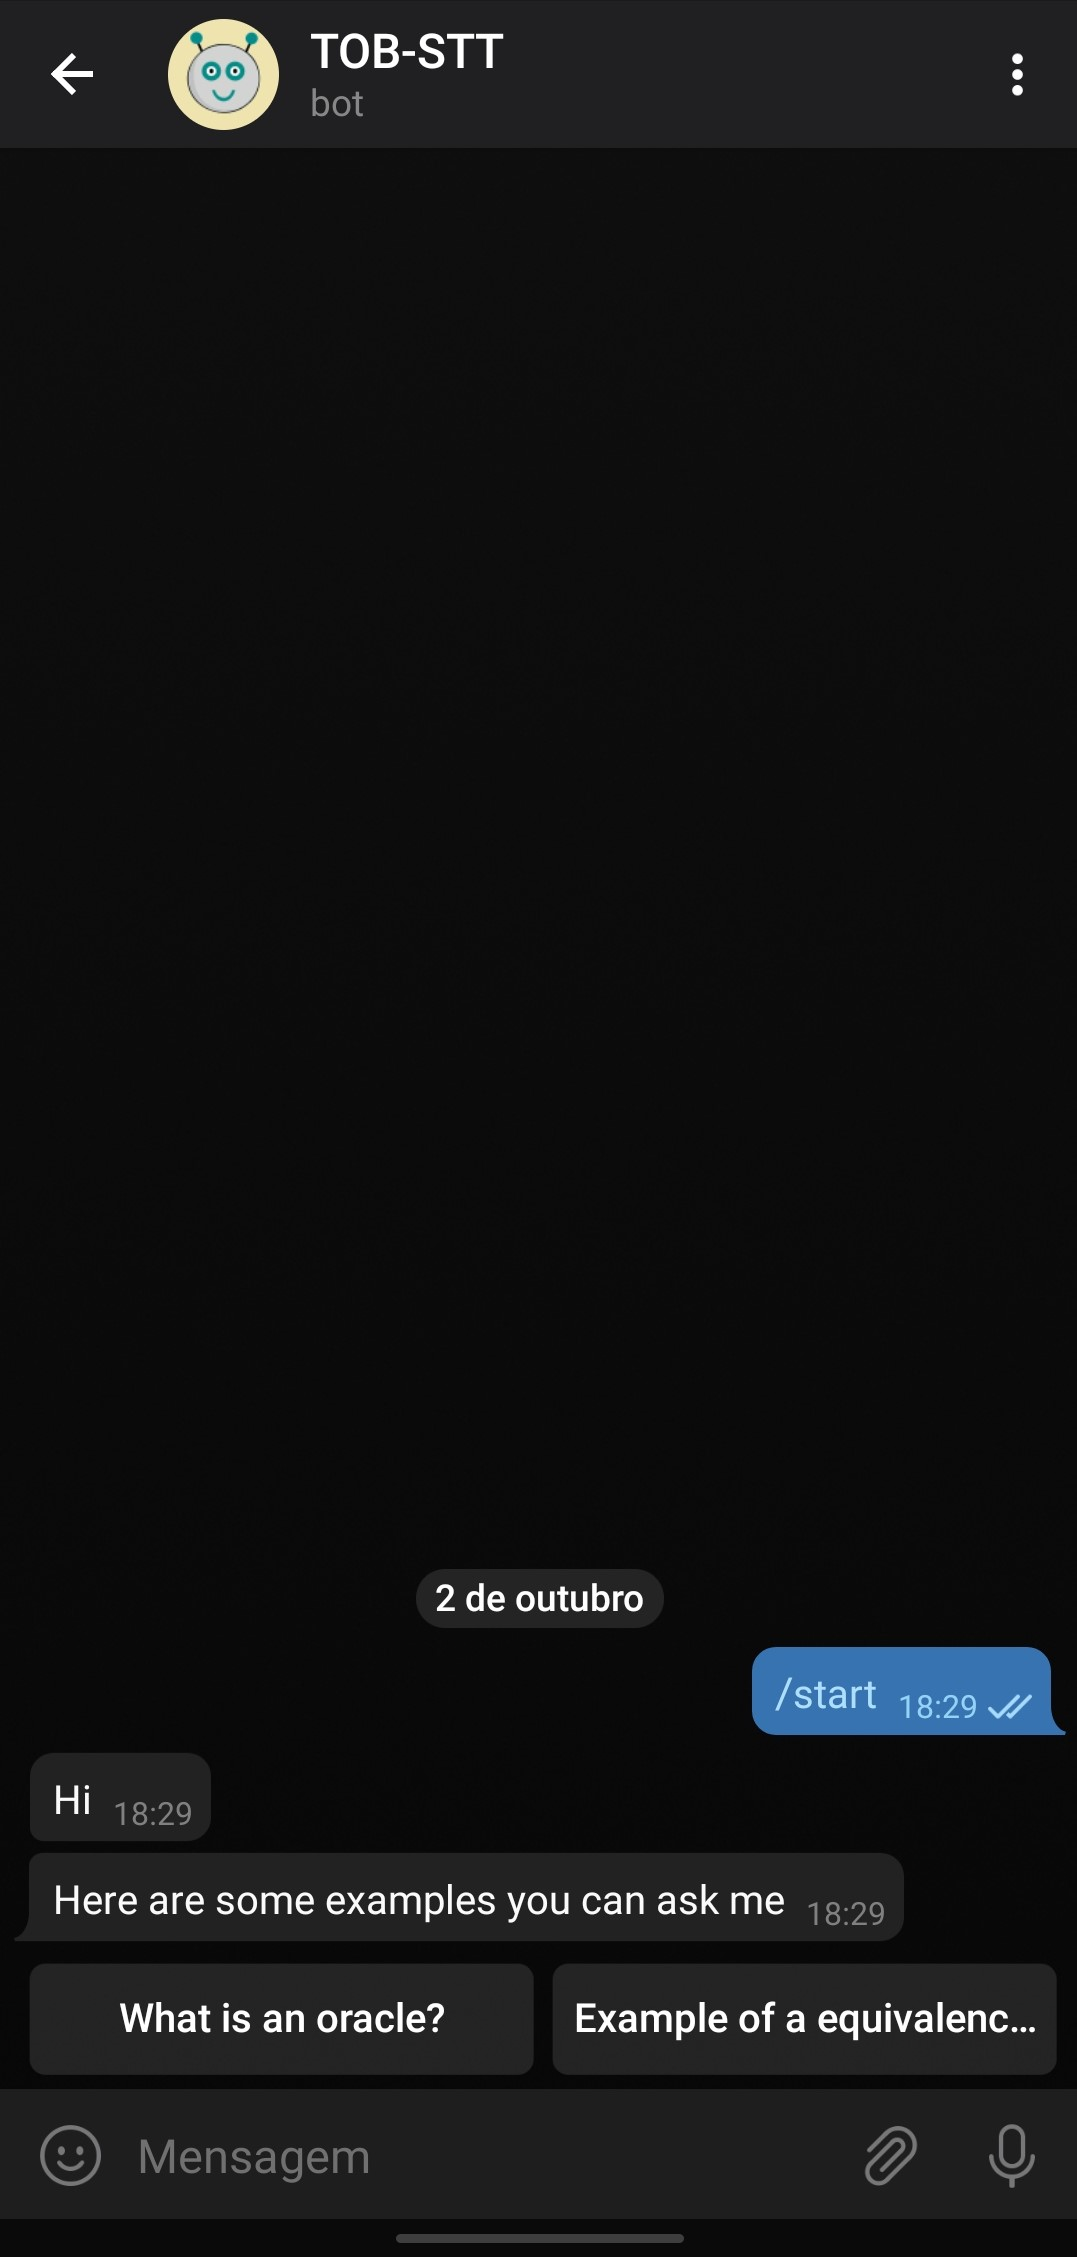 TOB-STT
bot
2 de outubro
/start 18:29
Hi 18:29
Here are some examples you can ask me 18:29
What is an oracle? Example of a equivalenc...
Mensagem